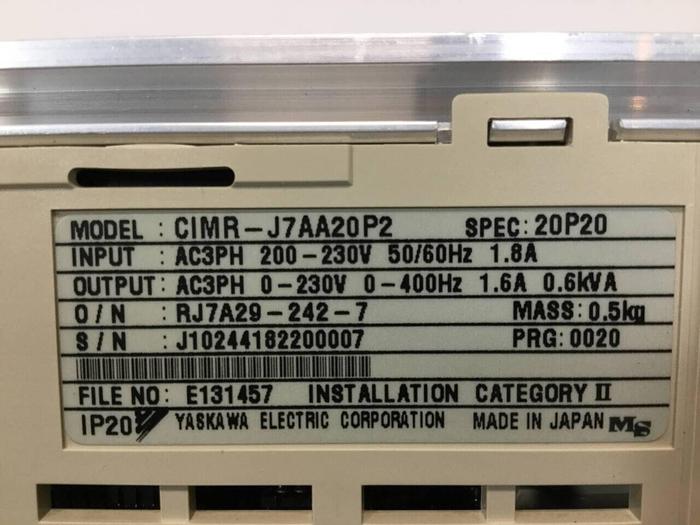 MODEL : CIMR-J7AA20P2 SPEC: 20P20
INPUT : AC3PH 200-230V 50/60Hz 1.8A
OUTPUT : AC3PH 0-230V 0-400Hz 1.6A 0.6kVA
O/N : RJ7A29-242-7 MASS: 0.5kg
S/N : J10244182200007 PRG: 0020
FILE NO: E131457 INSTALLATION CATEGORY II
IP20 YASKAWA ELECTRIC CORPORATION MADE IN JAPAN MS